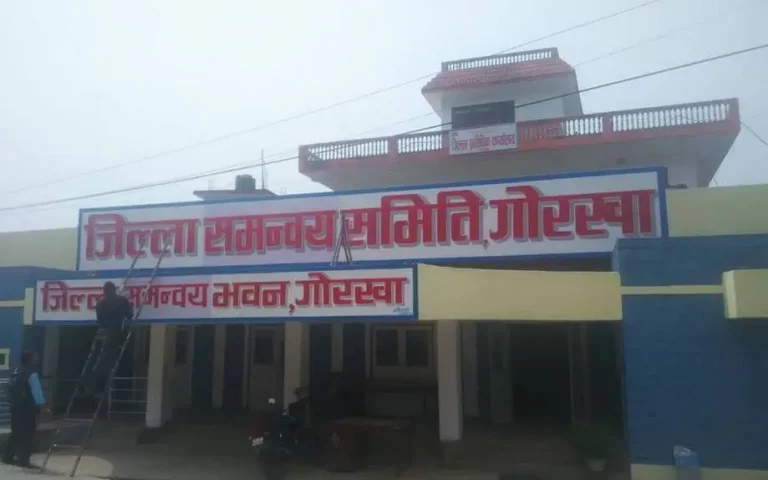 जिल्ला समन्वय समिति, गोरखा
जिल्ला समन्वय भवन, गोरखा